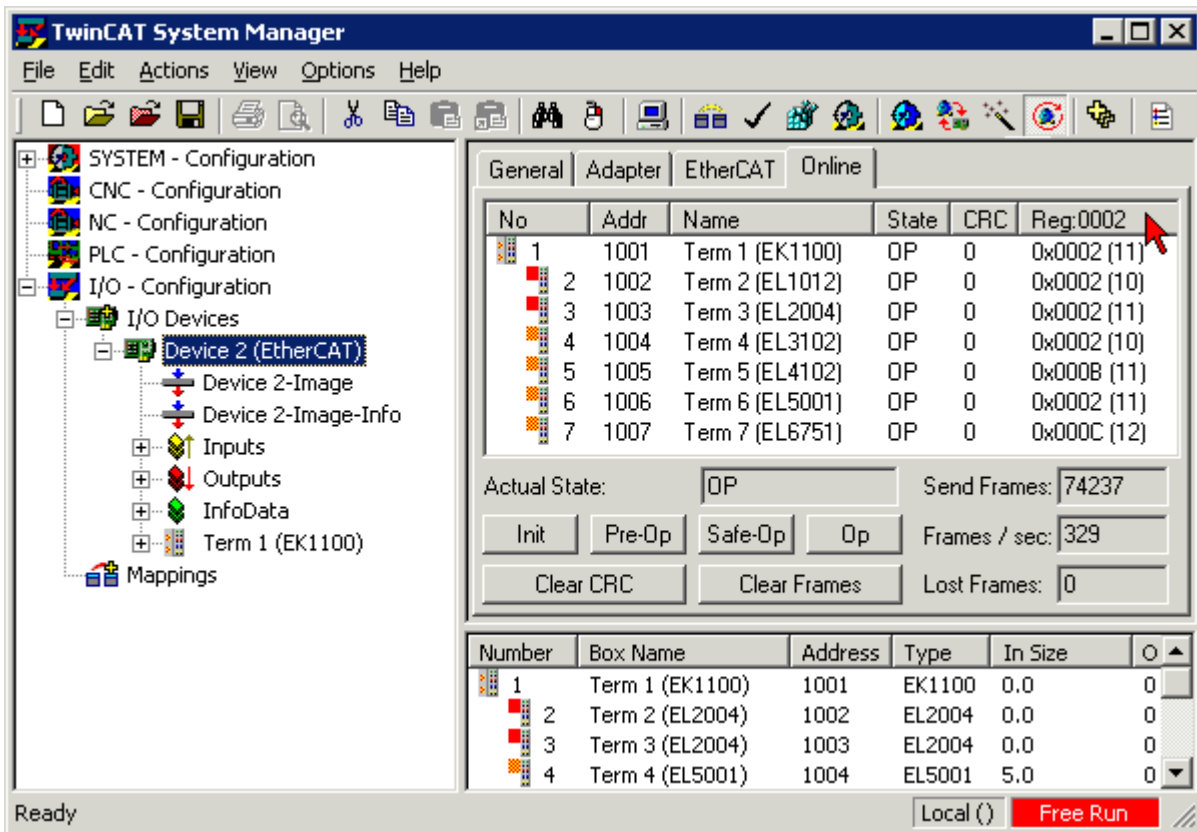 TwinCAT System Manager
File Edit Actions View Options Help
SYSTEM - Configuration
CNC - Configuration
NC - Configuration
PLC - Configuration
I/O - Configuration
I/O Devices
Device 2 (EtherCAT)
Device 2-Image
Device 2-Image-Info
Inputs
Outputs
InfoData
Term 1 (EK1100)
Mappings
General Adapter EtherCAT Online
No Addr Name State CRC Reg:0002
1 1001 Term 1 (EK1100) OP 0 0x0002 (11)
2 1002 Term 2 (EL1012) OP 0 0x0002 (10)
3 1003 Term 3 (EL2004) OP 0 0x0002 (11)
4 1004 Term 4 (EL3102) OP 0 0x0002 (10)
5 1005 Term 5 (EL4102) OP 0 0x000B (11)
6 1006 Term 6 (EL5001) OP 0 0x0002 (11)
7 1007 Term 7 (EL6751) OP 0 0x000C (12)
Actual State: OP Send Frames: 74237
Init Pre-Op Safe-Op Op Frames / sec: 329
Clear CRC Clear Frames Lost Frames: 0
Number Box Name Address Type In Size O
1 Term 1 (EK1100) 1001 EK1100 0.0 0
2 Term 2 (EL2004) 1002 EL2004 0.0 0
3 Term 3 (EL2004) 1003 EL2004 0.0 0
4 Term 4 (EL5001) 1004 EL5001 5.0 0
Ready Local () Free Run